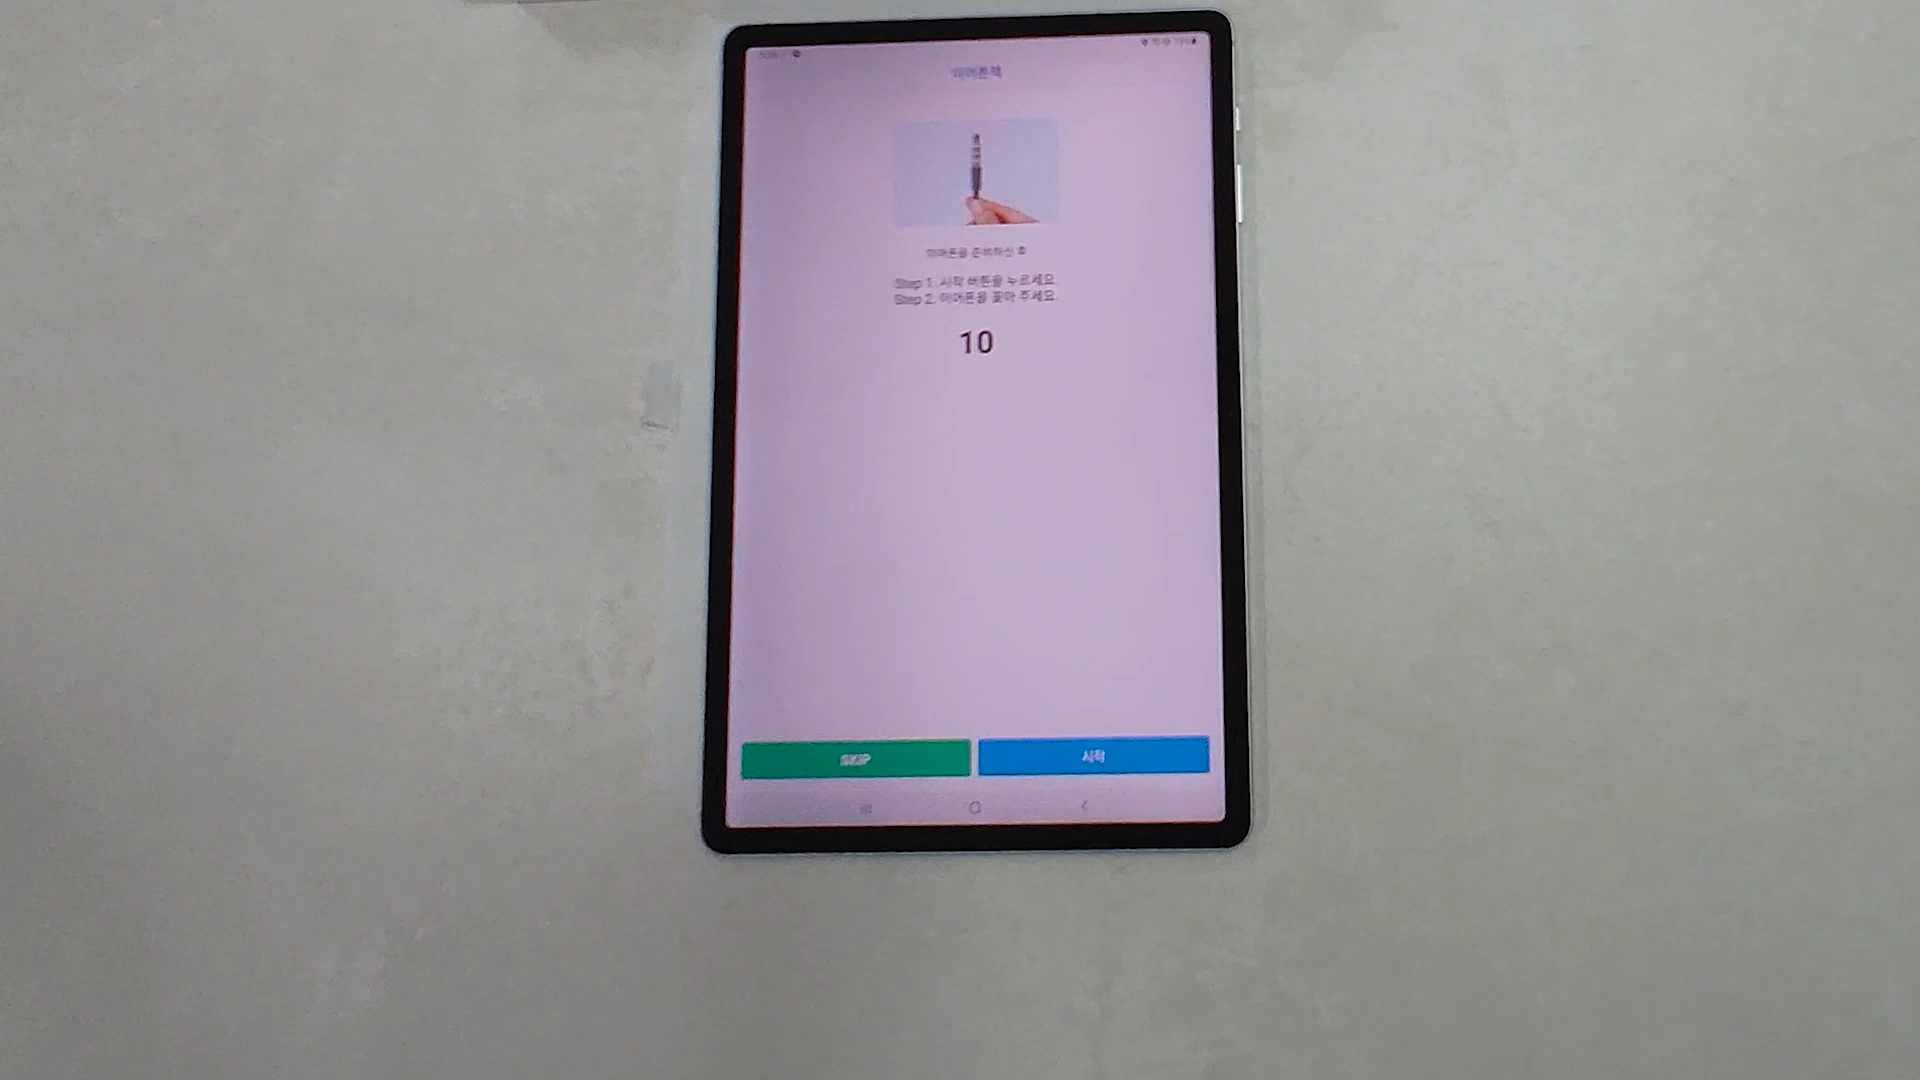 이어폰잭
이어폰을 준비하신 후
Step 1. 시작 버튼을 누르세요.
Step 2. 이어폰을 꽂아 주세요.
10
SKIP
시작